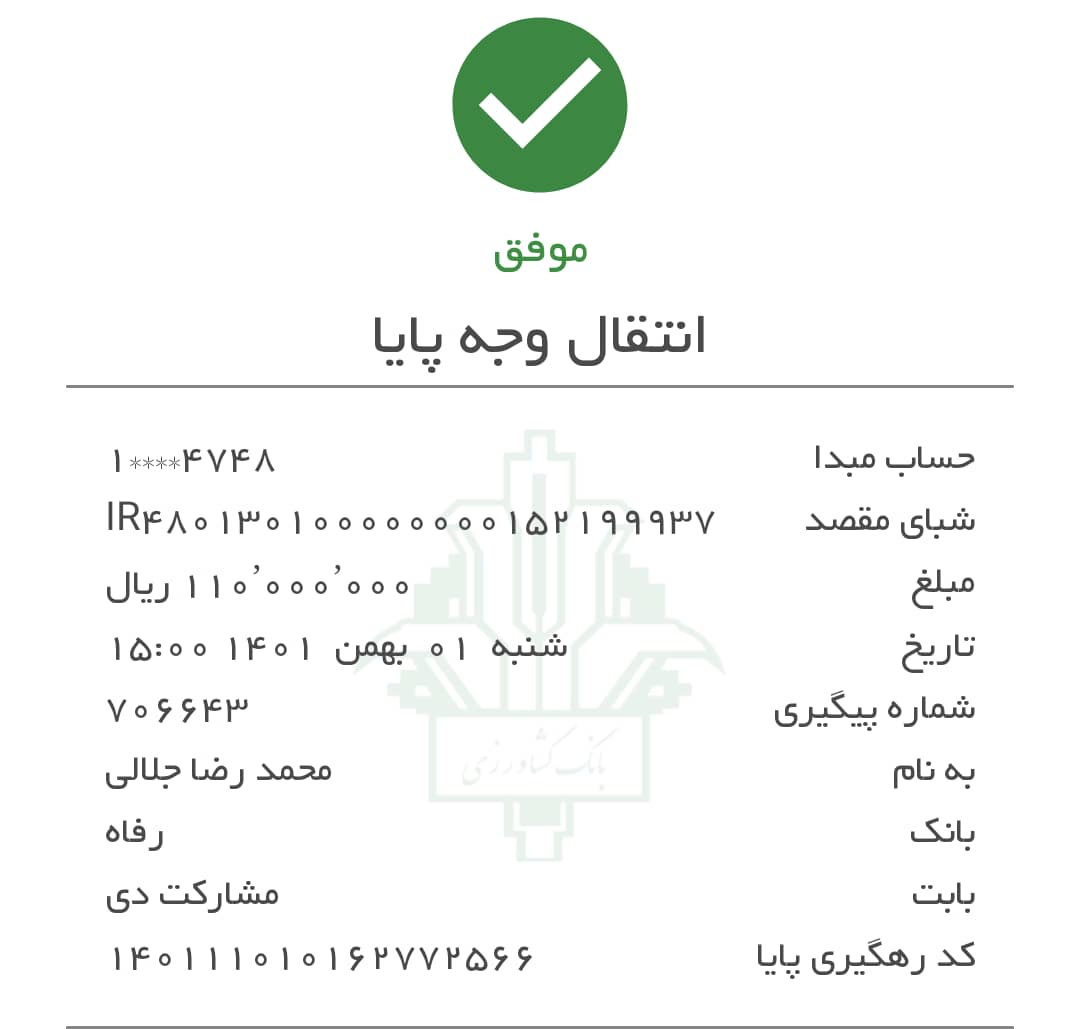 موفق
انتقال وجه پایا
حساب مبدا ۱****۴۷۴۸
شبای مقصد IR۴۸۰۱۳۰۱۰۰۰۰۰۰۰۰۱۵۲۱۹۹۹۳۷
مبلغ ۱۱۰٬۰۰۰٬۰۰۰ ریال
تاریخ شنبه ۰۱ بهمن ۱۴۰۱ ۱۵:۰۰
شماره پیگیری ۷۰۶۶۴۳
به نام محمد رضا جلالی
بانک رفاه
بانک کشاورزی
بابت مشارکت دی
کد رهگیری پایا ۱۴۰۱۱۱۰۱۰۱۶۲۷۷۲۵۶۶